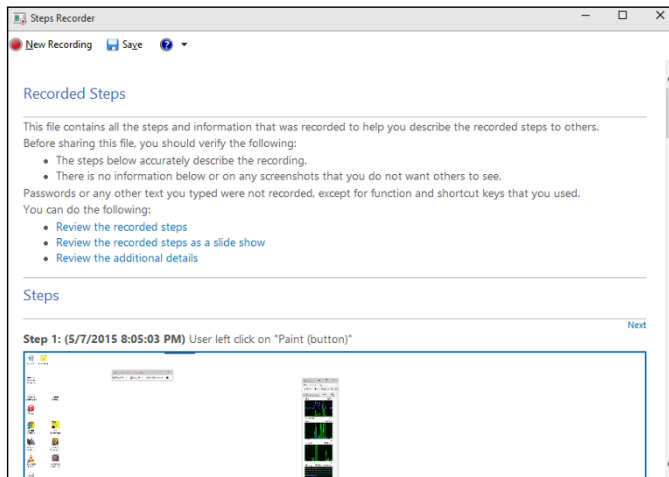 Steps Recorder
New Recording Save
Recorded Steps
This file contains all the steps and information that was recorded to help you describe the recorded steps to others.
Before sharing this file, you should verify the following:
The steps below accurately describe the recording.
There is no information below or on any screenshots that you do not want others to see.
Passwords or any other text you typed were not recorded, except for function and shortcut keys that you used.
You can do the following:
Review the recorded steps
Review the recorded steps as a slide show
Review the additional details
Steps
Next
Step 1: (5/7/2015 8:05:03 PM) User left click on "Paint (button)"